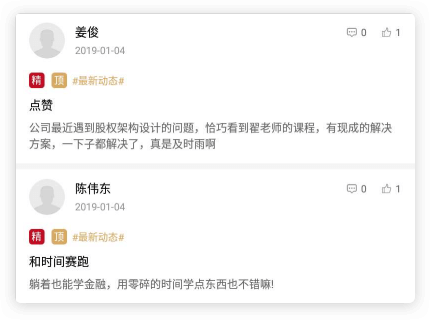 姜俊
0 1
2019-01-04
精 顶 #最新动态#
点赞
公司最近遇到股权架构设计的问题，恰巧看到翟老师的课程，有现成的解决
方案，一下子都解决了，真是及时雨啊
陈伟东
0 1
2019-01-04
精 顶 #最新动态#
和时间赛跑
躺着也能学金融，用零碎的时间学点东西也不错嘛!